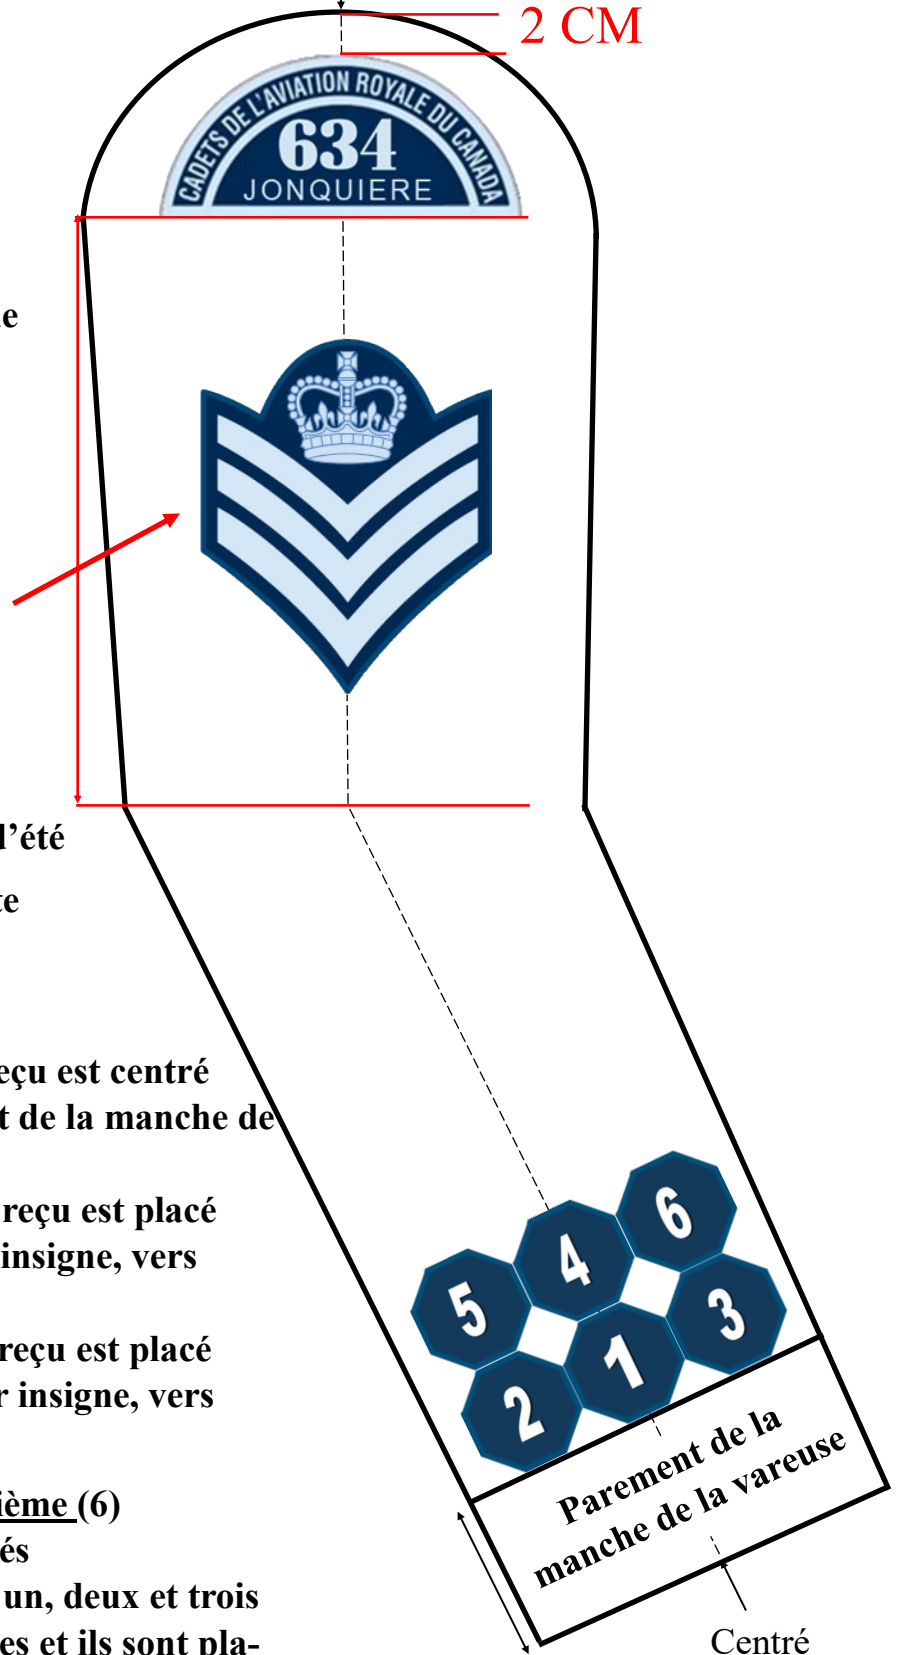 2 CM
CADETS DE L'AVIATION ROYALE DU CANADA
634
JONQUIERE
e
d’été
te
eçu est centré
t de la manche de
reçu est placé
insigne, vers
reçu est placé
r insigne, vers
ième (6)
és
un, deux et trois
es et ils sont pla-
5 4 6
2 1 3
Parement de la
manche de la vareuse
Centré